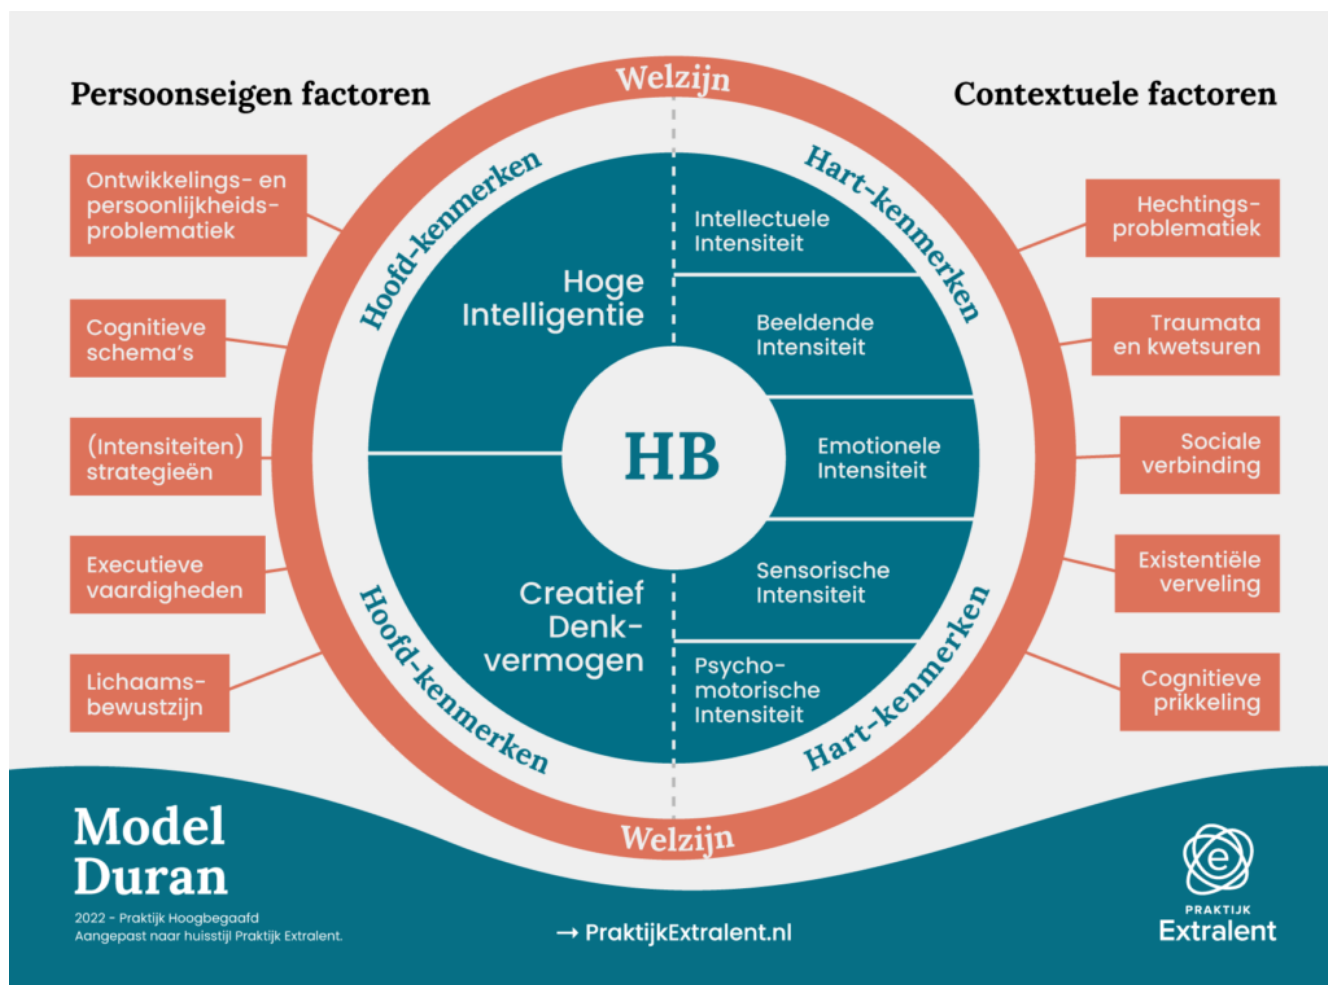 Welzijn
Persoonseigen factoren
Contextuele factoren
Ontwikkelings- en
persoonlijkheids-
problematiek
Cognitieve
schema's
(Intensiteiten)
strategieën
Executieve
vaardigheden
Lichaams-
bewustzijn
Hoofd-kenmerken
Hart-kenmerken
Hoge
Intelligentie
Creatief
Denk-
vermogen
HB
Intellectuele
Intensiteit
Beeldende
Intensiteit
Emotionele
Intensiteit
Sensorische
Intensiteit
Psycho-
motorische
Intensiteit
Hoofd-kenmerken
Hart-kenmerken
Welzijn
Hechtings-
problematiek
Traumata
en kwetsuren
Sociale
verbinding
Existentiële
verveling
Cognitieve
prikkeling
Model
Duran
2022 - Praktijk Hoogbegaafd
Aangepast naar huisstijl Praktijk Extralent.
→ PraktijkExtralent.nl
e
PRAKTIJK
Extralent